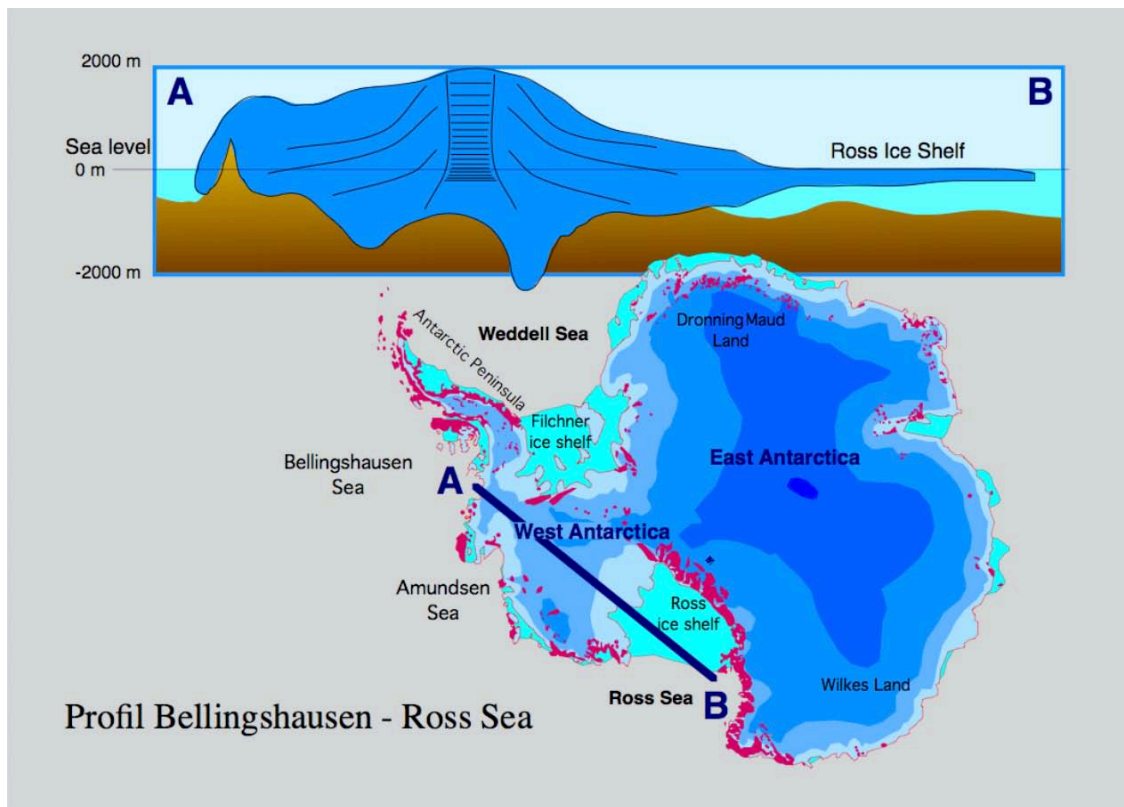 2000 m
A
B
Sea level
0 m
Ross Ice Shelf
-2000 m
Antarctic Peninsula
Weddell Sea
Dronning Maud
Land
Filchner
ice shelf
Bellingshausen
Sea
A
East Antarctica
West Antarctica
Amundsen
Sea
Ross
ice shelf
Ross Sea
B
Wilkes Land
Profil Bellingshausen - Ross Sea